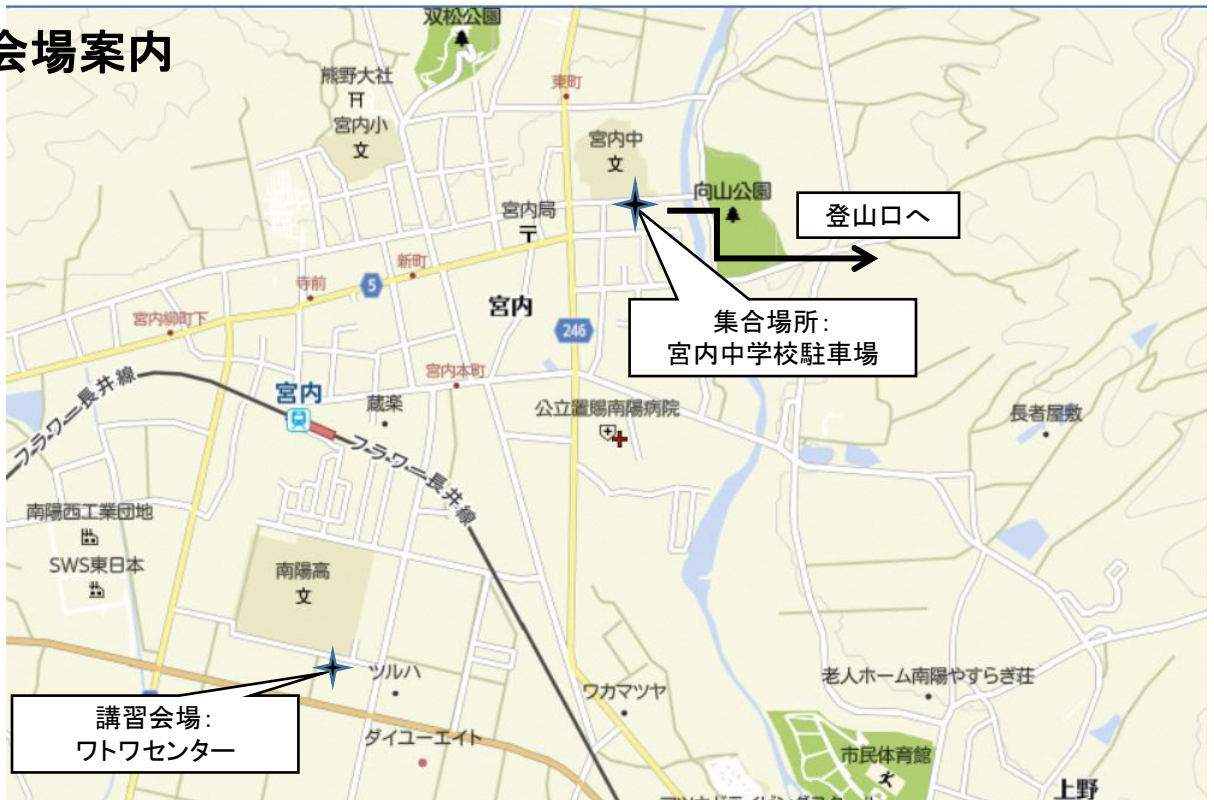 会場案内
双松公園
熊野大社
宮内小
文
東町
宮内中
文
向山公園
登山口へ
宮内局
新町
寺前
5
宮内柳町下
宮内
246
集合場所：
宮内中学校駐車場
宮内本町
フラワー長井線
宮内
蔵楽
公立置賜南陽病院
フラワー長井線
長者屋敷
南陽西工業団地
SWS東日本
南陽高
文
ツルハ
ワカマツヤ
老人ホーム南陽やすらぎ荘
講習会場：
ワトワセンター
ダイユーエイト
市民体育館
上野